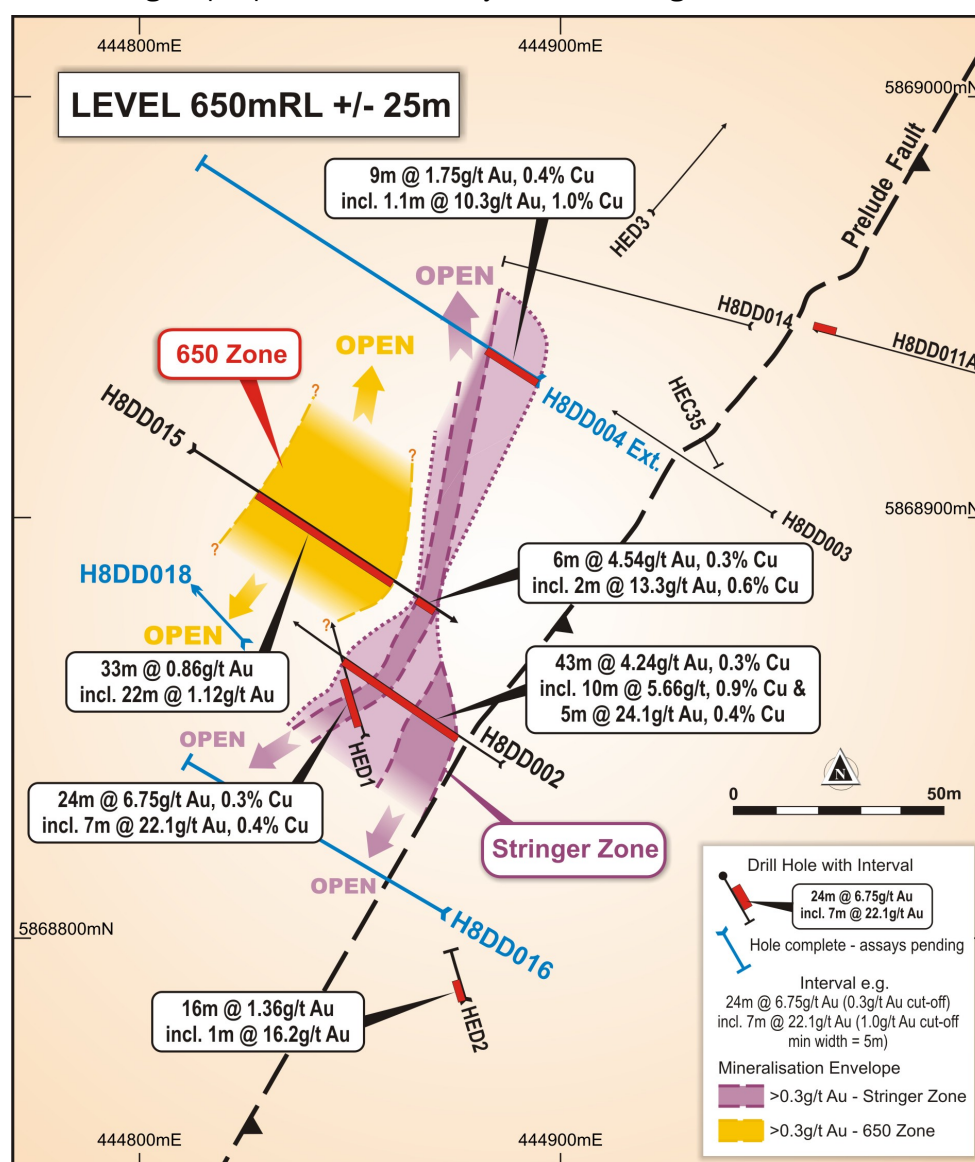 444800mE
444900mE
5869000mN
LEVEL 650mRL +/- 25m
Prelude Fault
9m @ 1.75g/t Au, 0.4% Cu
incl. 1.1m @ 10.3g/t Au, 1.0% Cu
HED3
OPEN
H8DD014
H8DD011A
OPEN
650 Zone
?
H8DD015
HEC35
H8DD004 Ext.
?
5868900mN
H8DD003
?
6m @ 4.54g/t Au, 0.3% Cu
incl. 2m @ 13.3g/t Au, 0.6% Cu
H8DD018
OPEN
?
33m @ 0.86g/t Au
incl. 22m @ 1.12g/t Au
43m @ 4.24g/t Au, 0.3% Cu
incl. 10m @ 5.66g/t, 0.9% Cu &
5m @ 24.1g/t Au, 0.4% Cu
OPEN
HED1
H8DD002
N
24m @ 6.75g/t Au, 0.3% Cu
incl. 7m @ 22.1g/t Au, 0.4% Cu
0
50m
Stringer Zone
OPEN
H8DD016
5868800mN
16m @ 1.36g/t Au
incl. 1m @ 16.2g/t Au
HED2
Drill Hole with Interval
24m @ 6.75g/t Au
incl. 7m @ 22.1g/t Au
Hole complete - assays pending
Interval e.g.
24m @ 6.75g/t Au (0.3g/t Au cut-off)
incl. 7m @ 22.1g/t Au (1.0g/t Au cut-off
min width = 5m)
Mineralisation Envelope
>0.3g/t Au - Stringer Zone
>0.3g/t Au - 650 Zone
444800mE
444900mE